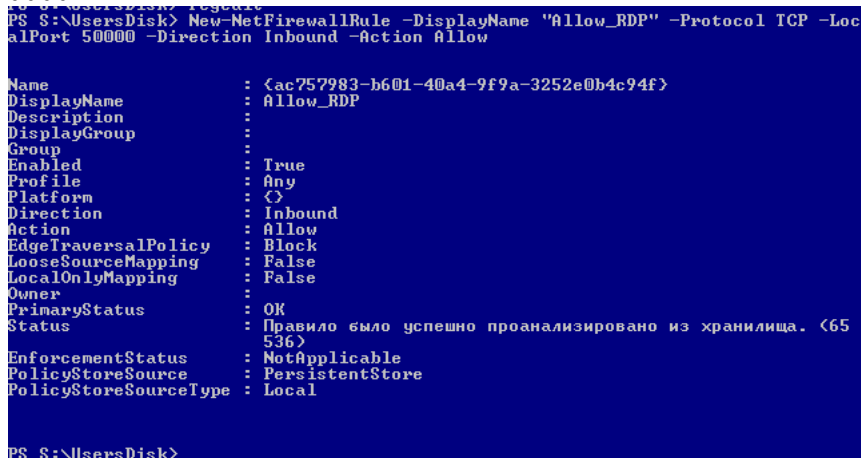 PS S:\UsersDisk> regedit
PS S:\UsersDisk> New-NetFirewallRule -DisplayName "Allow_RDP" -Protocol TCP -Loc
alPort 50000 -Direction Inbound -Action Allow
Name : {ac757983-b601-40a4-9f9a-3252e0b4c94f}
DisplayName : Allow_RDP
Description :
DisplayGroup :
Group :
Enabled : True
Profile : Any
Platform : {}
Direction : Inbound
Action : Allow
EdgeTraversalPolicy : Block
LooseSourceMapping : False
LocalOnlyMapping : False
Owner :
PrimaryStatus : OK
Status : Правило было успешно проанализировано из хранилища. (65
536)
EnforcementStatus : NotApplicable
PolicyStoreSource : PersistentStore
PolicyStoreSourceType : Local
PS S:\UsersDisk>